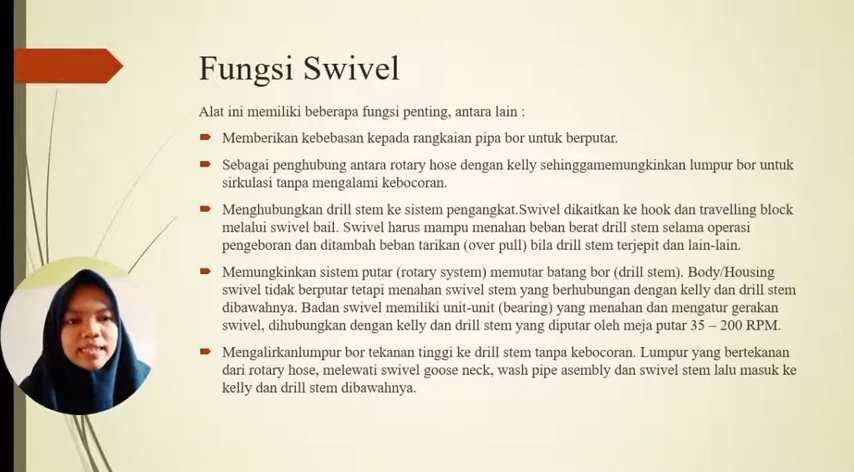 Fungsi Swivel
Alat ini memiliki beberapa fungsi penting, antara lain :
Memberikan kebebasan kepada rangkaian pipa bor untuk berputar.
Sebagai penghubung antara rotary hose dengan kelly sehinggamemungkinkan lumpur bor untuk
sirkulasi tanpa mengalami kebocoran.
Menghubungkan drill stem ke sistem pengangkat.Swivel dikaitkan ke hook dan travelling block
melalui swivel bail. Swivel harus mampu menahan beban berat drill stem selama operasi
pengeboran dan ditambah beban tarikan (over pull) bila drill stem terjepit dan lain-lain.
Memungkinkan sistem putar (rotary system) memutar batang bor (drill stem). Body/Housing
swivel tidak berputar tetapi menahan swivel stem yang berhubungan dengan kelly dan drill stem
dibawahnya. Badan swivel memiliki unit-unit (bearing) yang menahan dan mengatur gerakan
swivel, dihubungkan dengan kelly dan drill stem yang diputar oleh meja putar 35 – 200 RPM.
Mengalirkanlumpur bor tekanan tinggi ke drill stem tanpa kebocoran. Lumpur yang bertekanan
dari rotary hose, melewati swivel goose neck, wash pipe asembly dan swivel stem lalu masuk ke
kelly dan drill stem dibawahnya.